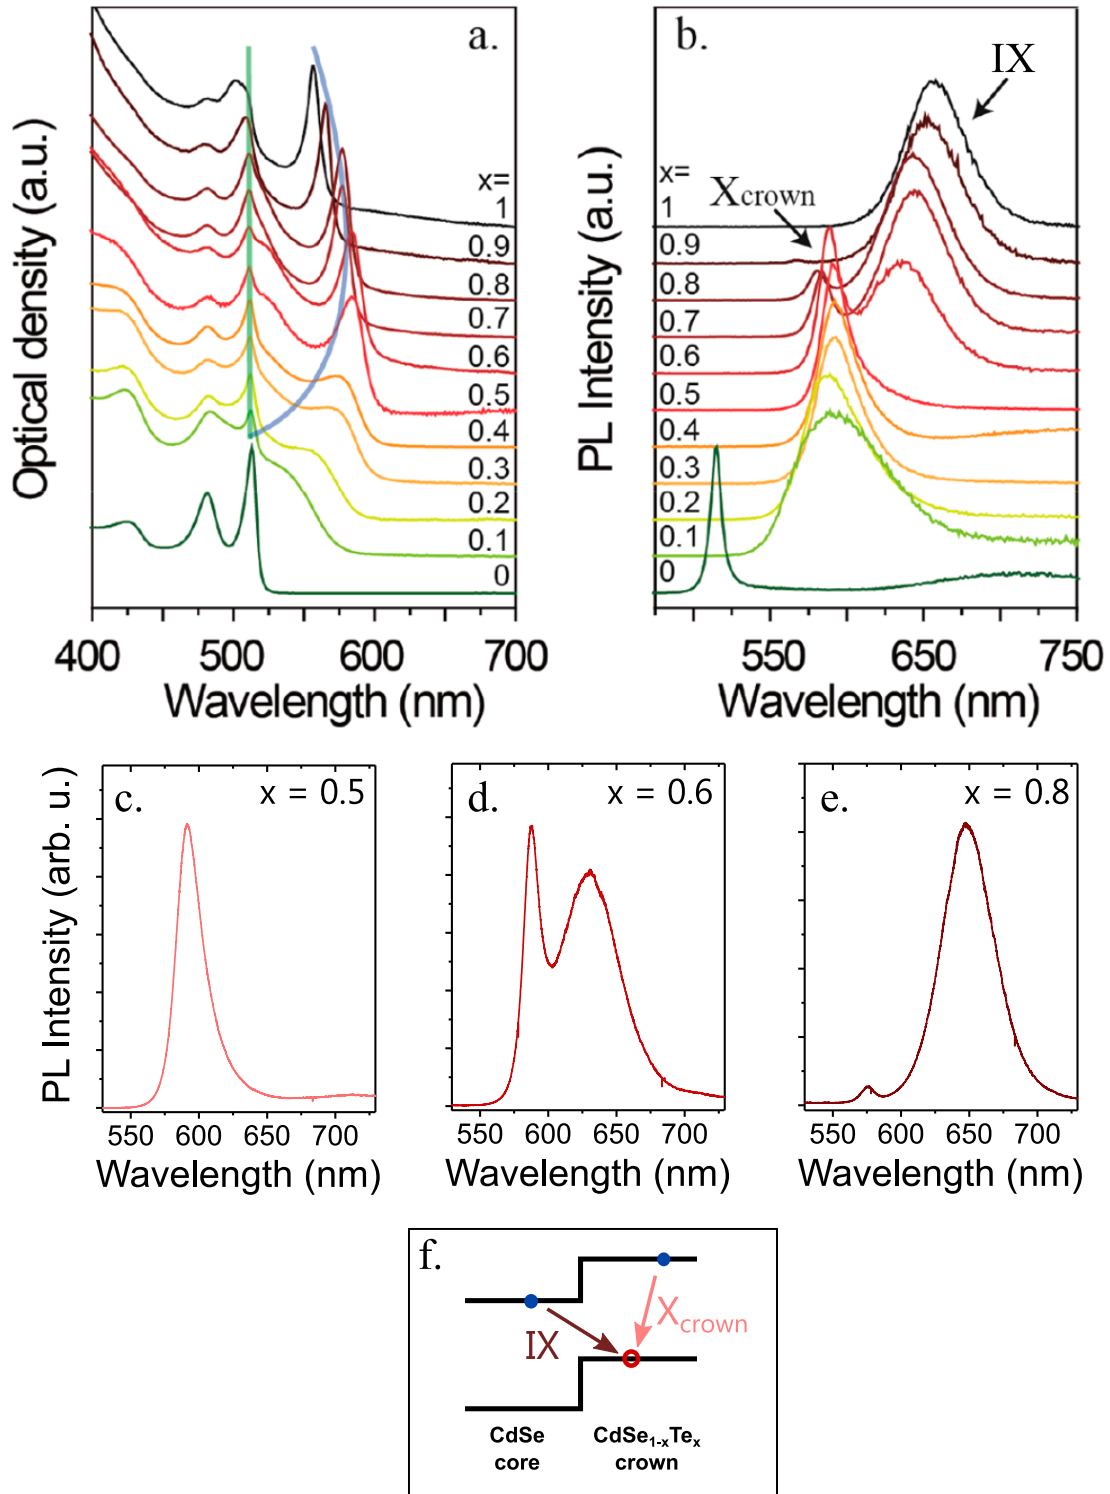 a.
Optical density (a.u.)
x=
1
0.9
0.8
0.7
0.6
0.5
0.4
0.3
0.2
0.1
0
400 500 600 700
Wavelength (nm)
b.
IX
Xcrown
PL Intensity (a.u.)
x=
1
0.9
0.8
0.7
0.6
0.5
0.4
0.3
0.2
0.1
0
550 650 750
Wavelength (nm)
c.
x = 0.5
PL Intensity (arb. u.)
550 600 650 700
Wavelength (nm)
d.
x = 0.6
550 600 650 700
Wavelength (nm)
e.
x = 0.8
550 600 650 700
Wavelength (nm)
f.
IX
Xcrown
CdSe
core
CdSe1-xTex
crown